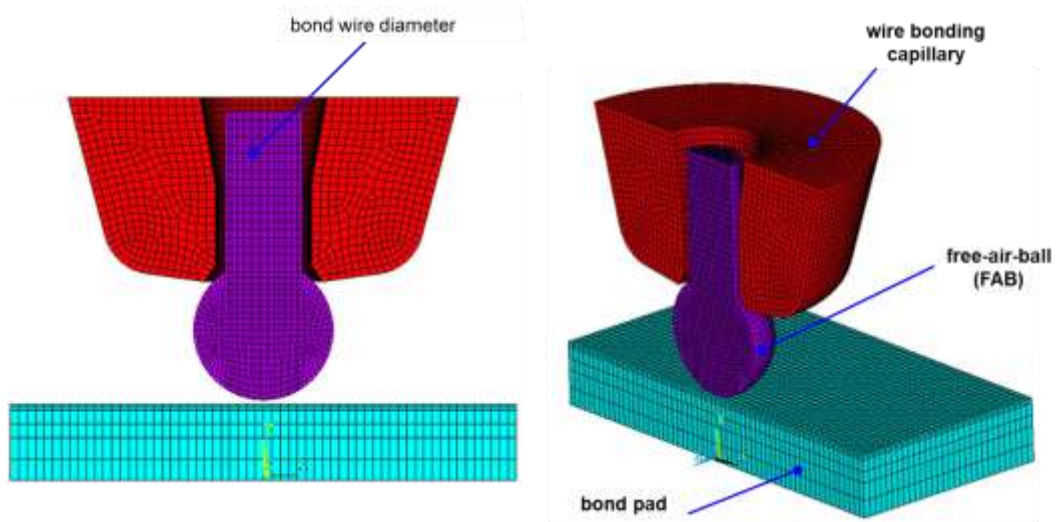 bond wire diameter
wire bonding
capillary
free-air-ball
(FAB)
bond pad